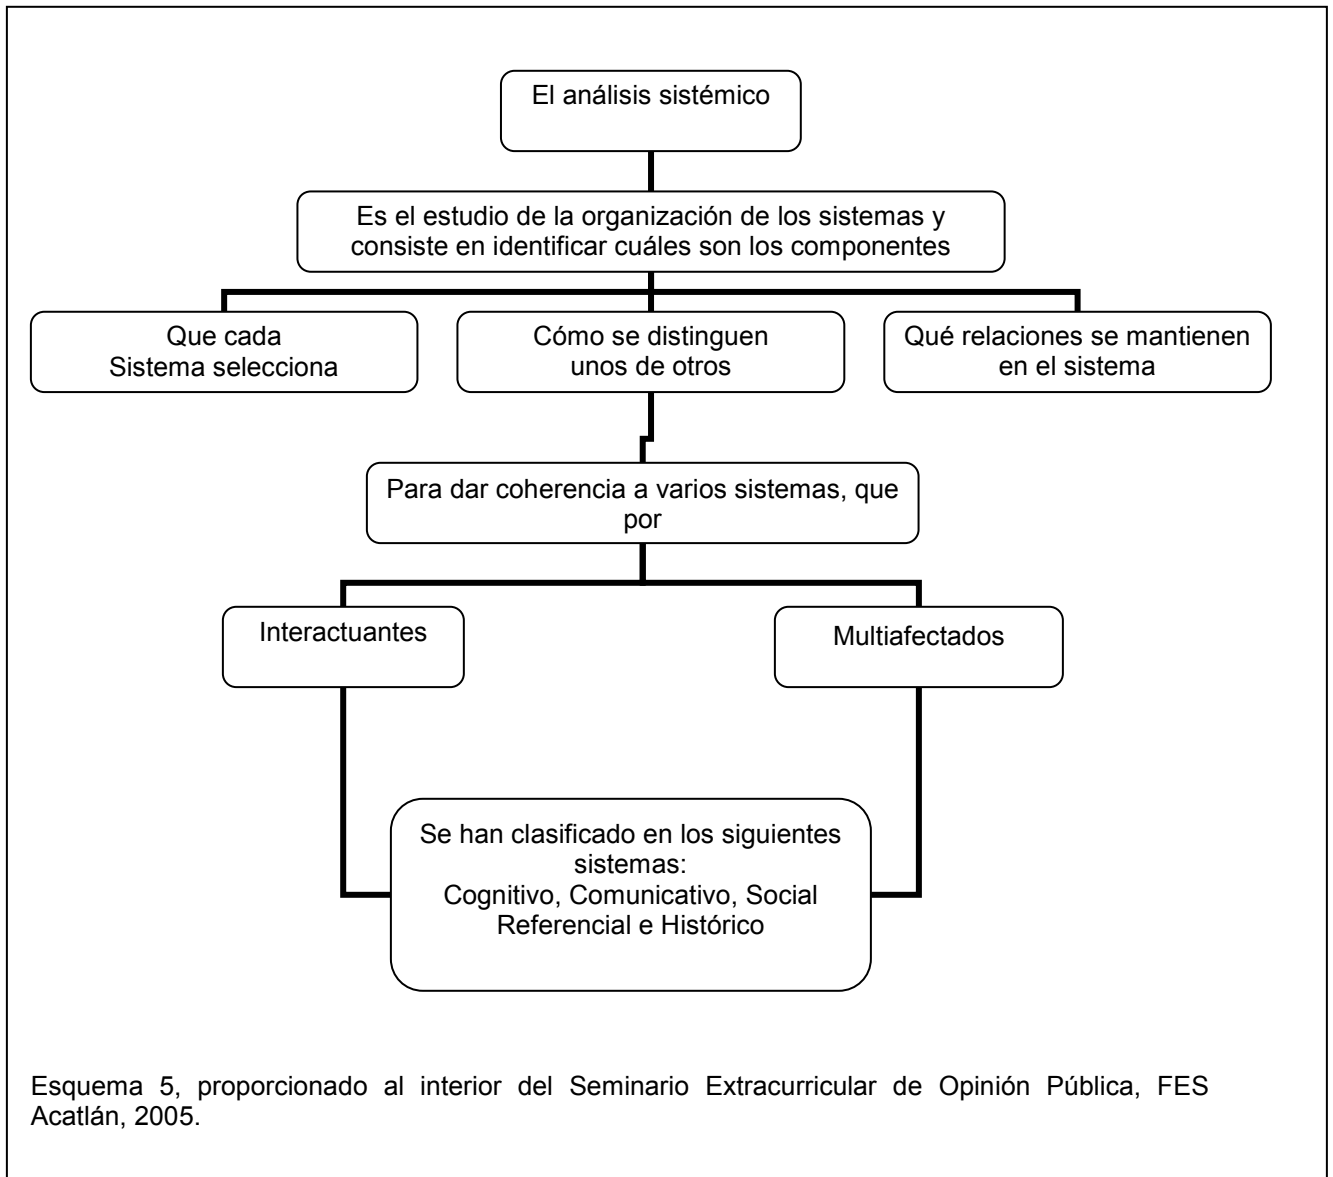 El análisis sistémico
Es el estudio de la organización de los sistemas y
consiste en identificar cuáles son los componentes
Que cada
Sistema selecciona
Cómo se distinguen
unos de otros
Qué relaciones se mantienen
en el sistema
Para dar coherencia a varios sistemas, que
por
Interactuantes
Multiafectados
Se han clasificado en los siguientes
sistemas:
Cognitivo, Comunicativo, Social
Referencial e Histórico
Esquema 5, proporcionado al interior del Seminario Extracurricular de Opinión Pública, FES
Acatlán, 2005.